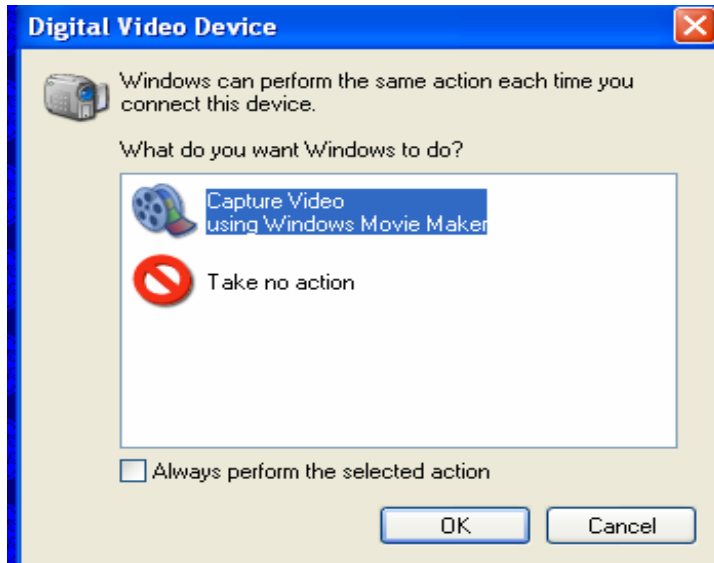 Digital Video Device
Windows can perform the same action each time you
connect this device.
What do you want Windows to do?
Capture Video
using Windows Movie Maker
Take no action
Always perform the selected action
OK Cancel